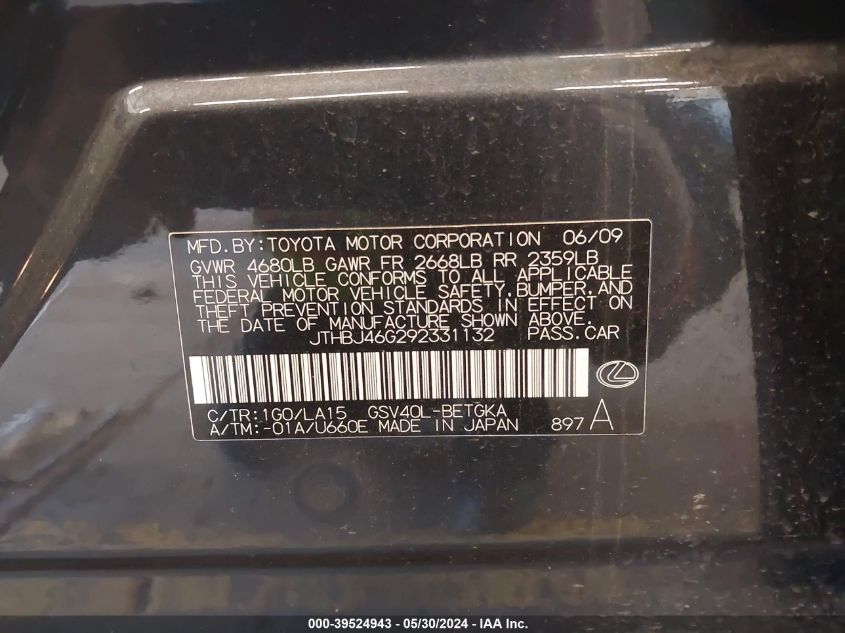 MFD. BY: TOYOTA MOTOR CORPORATION 06/09
GVWR 4680LB GAWR FR 2668LB RR 2359LB
THIS VEHICLE CONFORMS TO ALL APPLICABLE
FEDERAL MOTOR VEHICLE SAFETY, BUMPER, AND
THEFT PREVENTION STANDARDS IN EFFECT ON
THE DATE OF MANUFACTURE SHOWN ABOVE.
JTHBJ46G292331132 PASS. CAR
C/TR: 1G0/LA15 GSV40L-BETGKA
A/TM: -01A/U660E MADE IN JAPAN 897 A
000-39524943 - 05/30/2024 - IAA Inc.